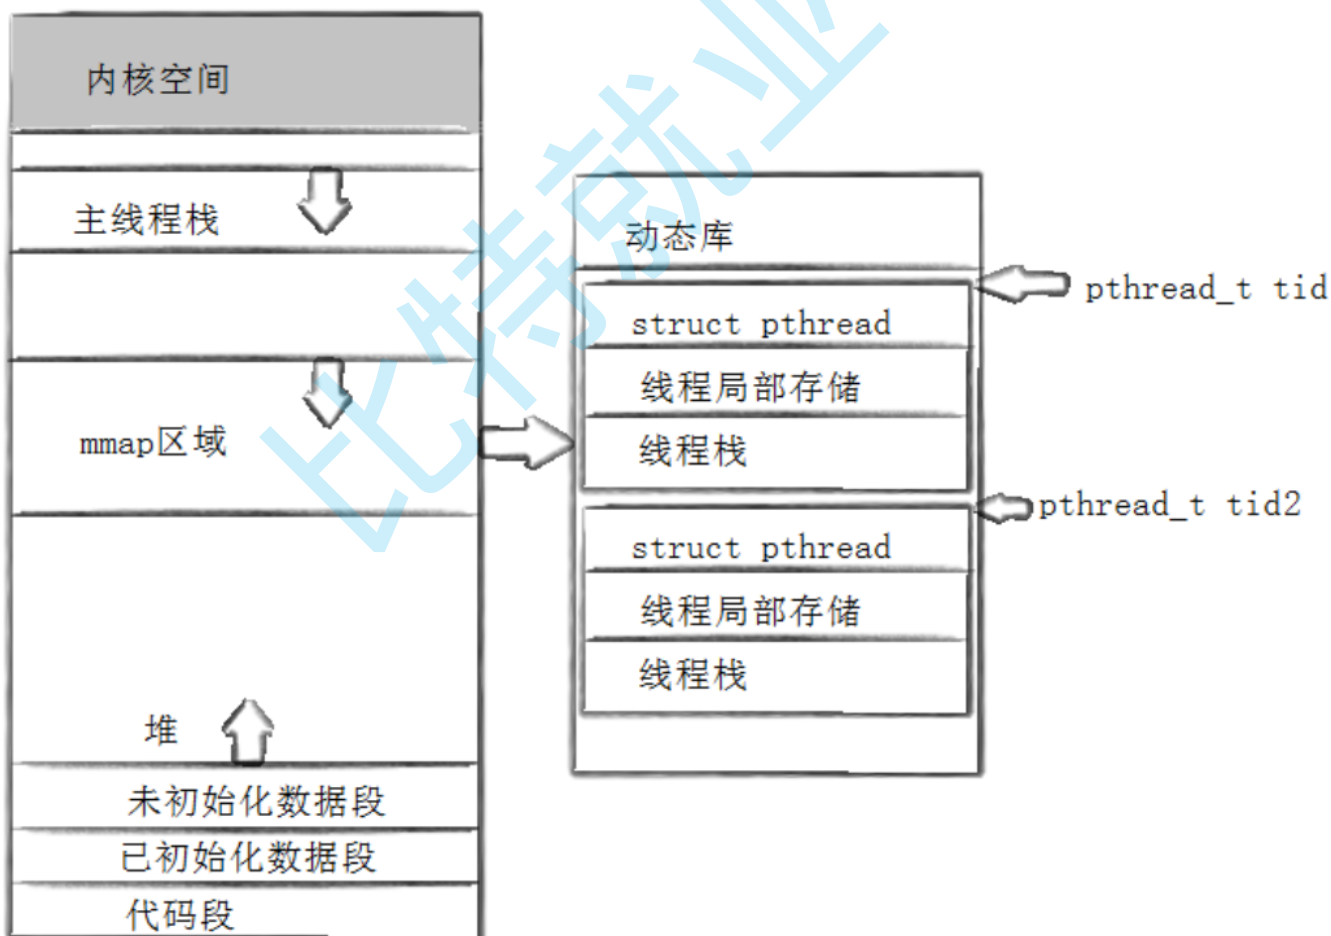 内核空间
主线程栈
mmap区域
堆
未初始化数据段
已初始化数据段
代码段
动态库
struct pthread
线程局部存储
线程栈
struct pthread
线程局部存储
线程栈
pthread_t tid
pthread_t tid2
比特就业